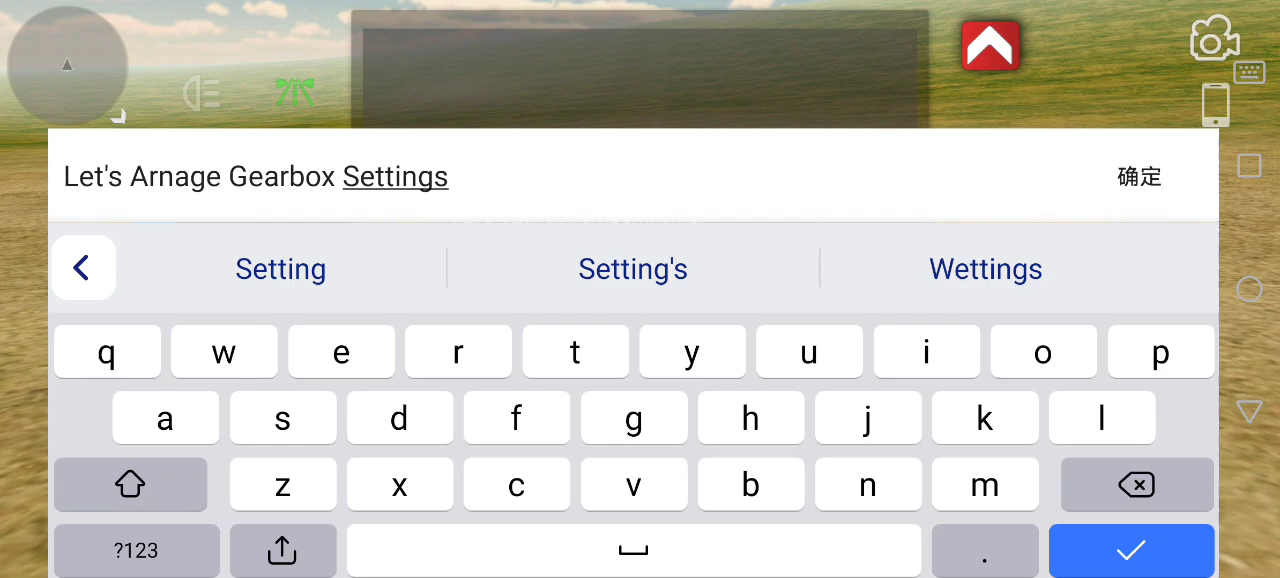 Let's Arnage Gearbox Settings 确定
Setting Setting's Wettings
q w e r t y u i o p
a s d f g h j k l
z x c v b n m
?123 .